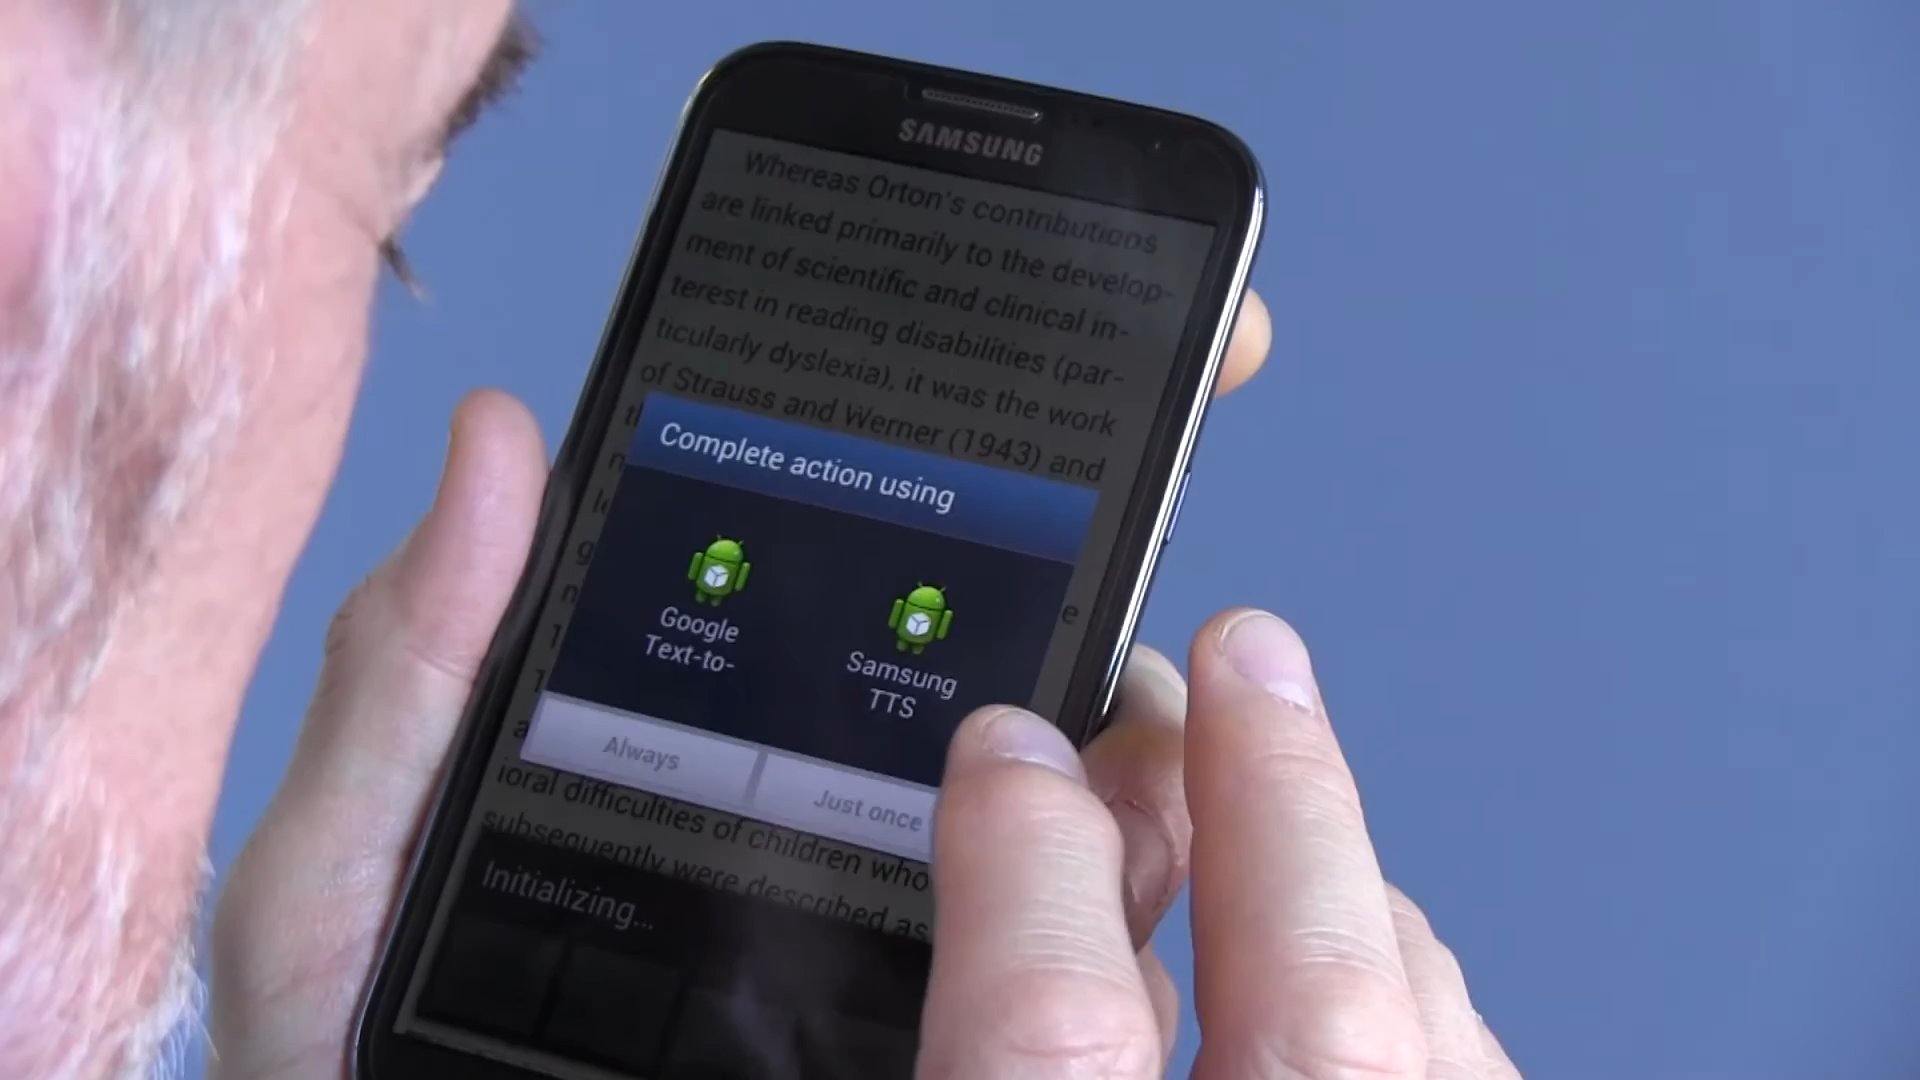 SAMSUNG
Whereas Orton's contributions
are linked primarily to the develop-
ment of scientific and clinical in-
terest in reading disabilities (par-
ticularly dyslexia), it was the work
of Strauss and Werner (1943) and
Complete action using
Google
Text-to-
Samsung
TTS
Always
Just once
ioral difficulties of children who
subsequently were described as
Initializing...